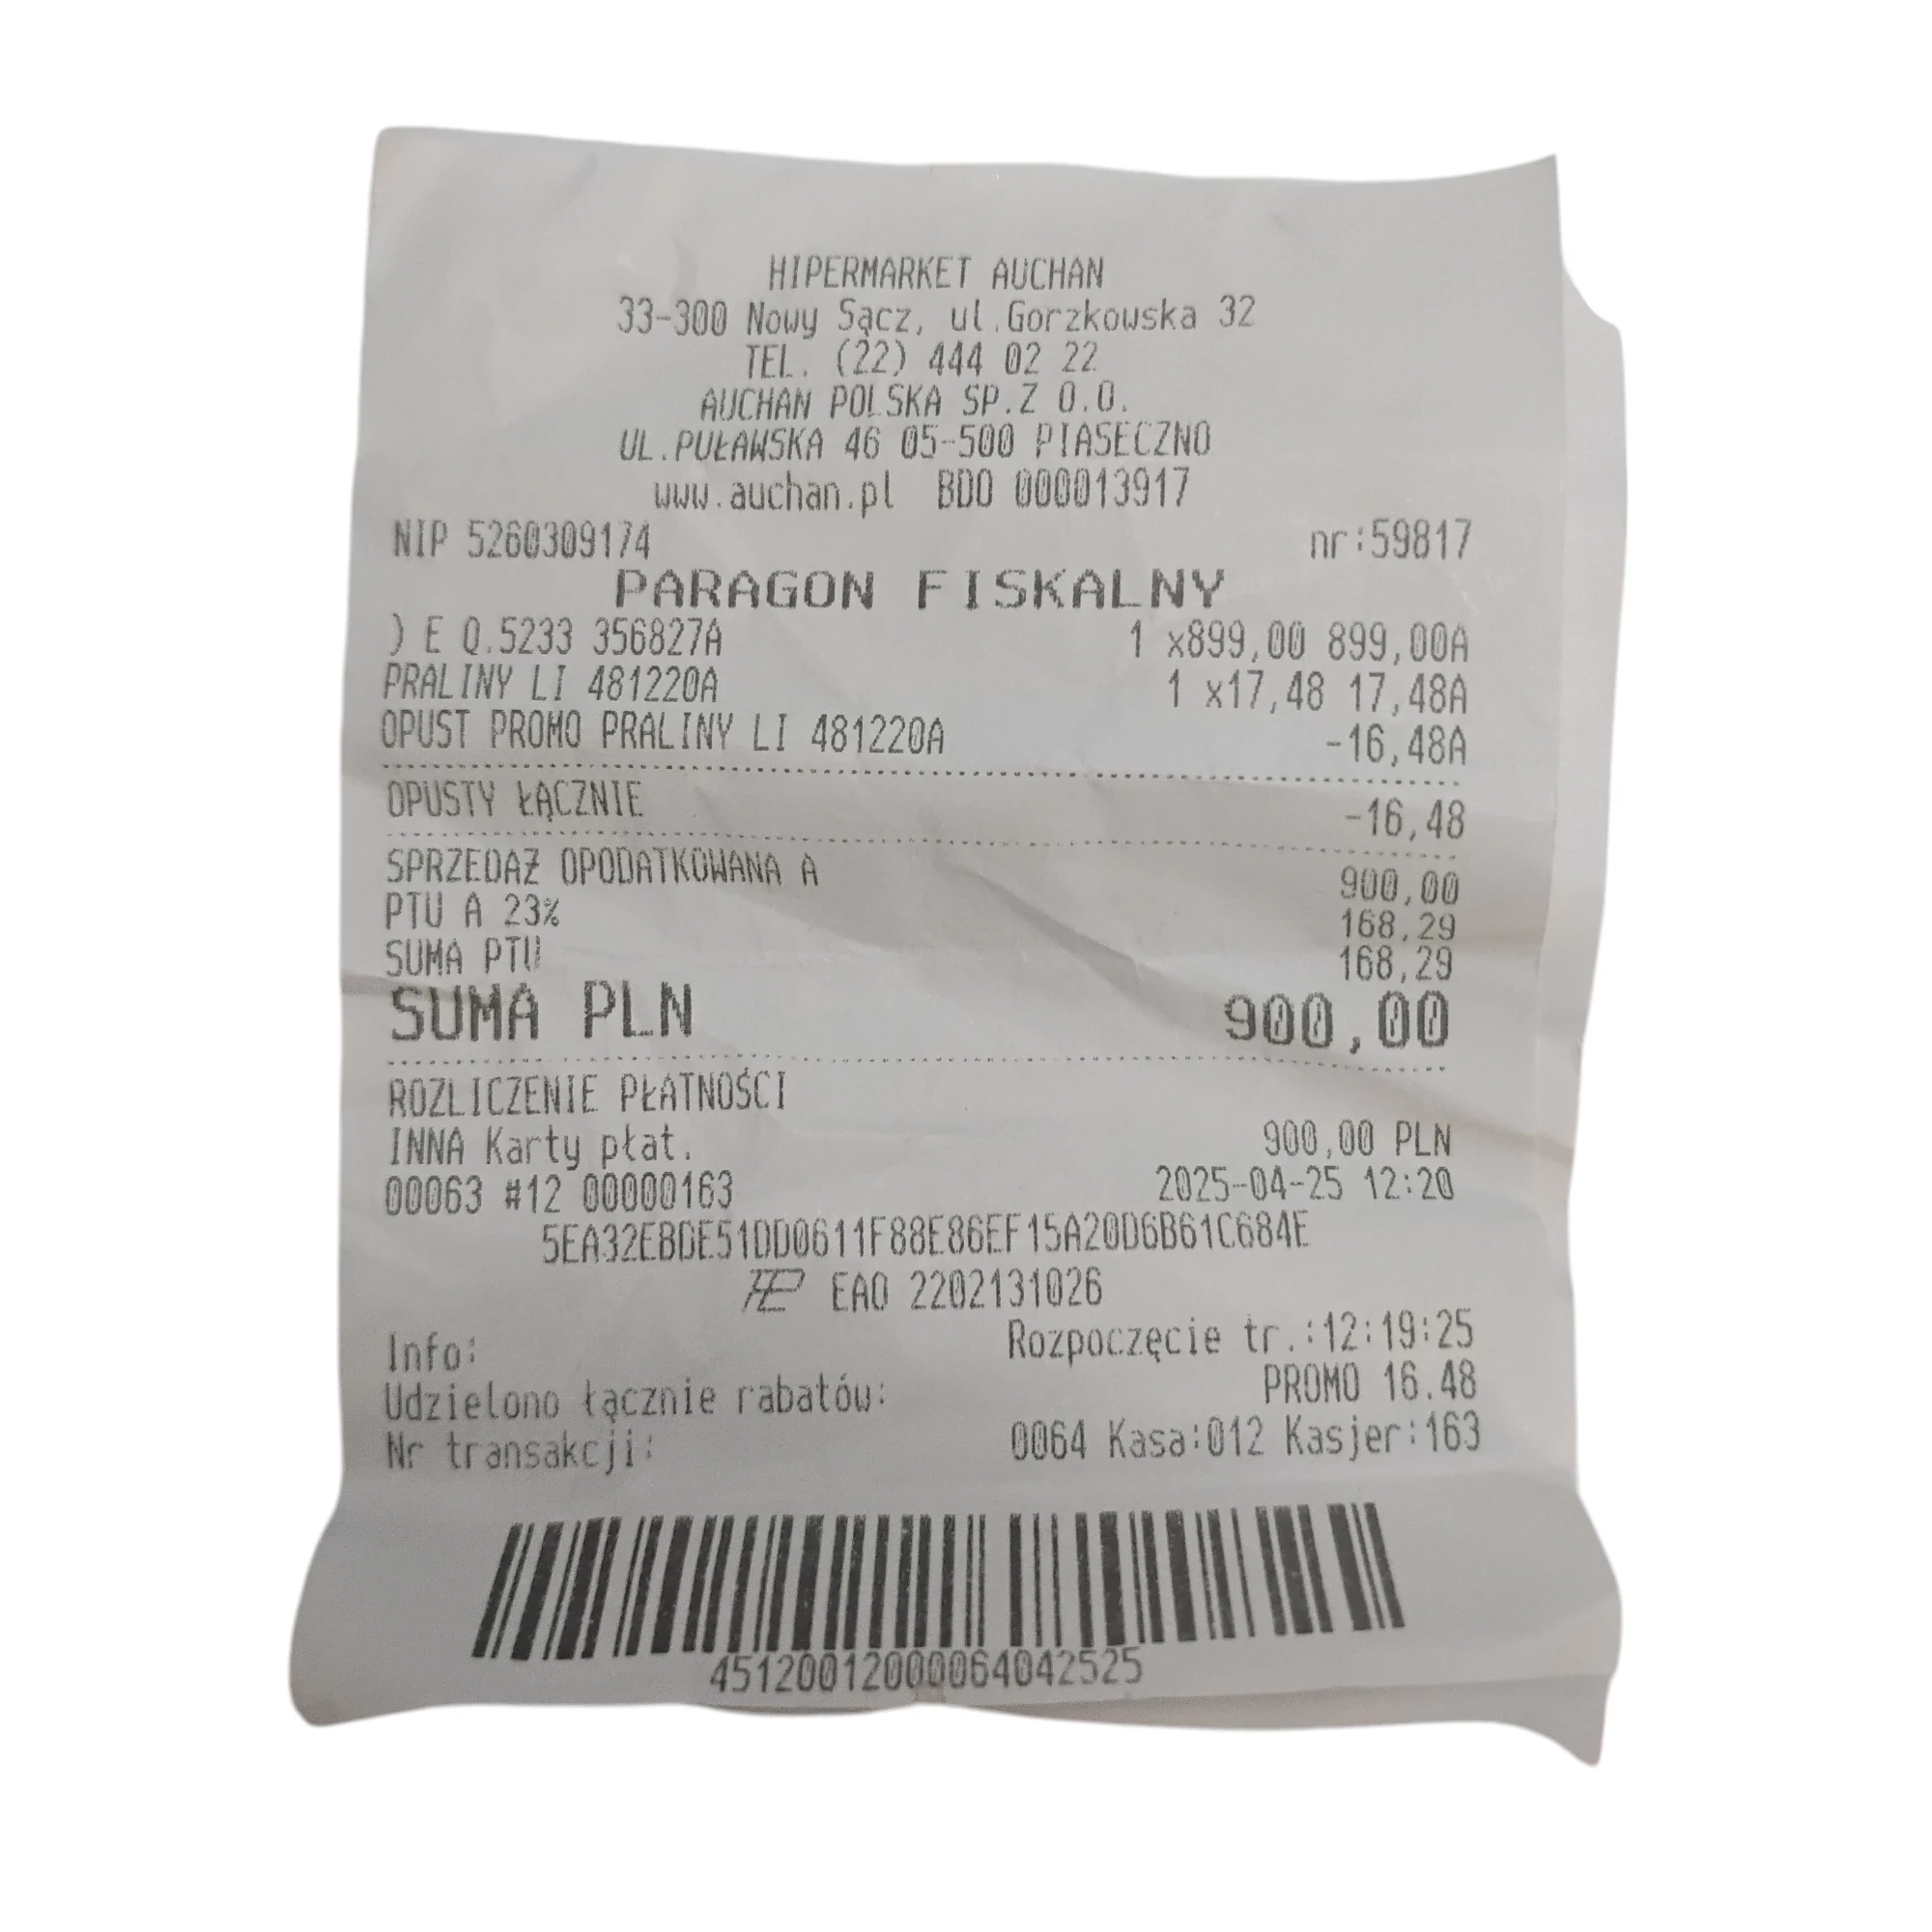 HIPERMARKET AUCHAN
33-300 Nowy Sącz, ul.Gorzkowska 32
TEL. (22) 444 02 22
AUCHAN POLSKA SP.Z O.O.
UL.PUŁAWSKA 46 05-500 PIASECZNO
www.auchan.pl BDO 000013917
NIP 5260309174 nr:59817
PARAGON FISKALNY
) E Q.5233 356827A 1 x899,00 899,00A
PRALINY LI 481220A 1 x17,48 17,48A
OPUST PROMO PRALINY LI 481220A -16,48A
OPUSTY ŁĄCZNIE -16,48
SPRZEDAŻ OPODATKOWANA A 900,00
PTU A 23% 168,29
SUMA PTU 168,29
SUMA PLN 900,00
ROZLICZENIE PŁATNOŚCI
INNA Karty płat. 900,00 PLN
00063 #12 00000163 2025-04-25 12:20
5EA32EBDE51DD0611F88E86EF15A20D6B61C684E
EAO 2202131026
Info: Rozpoczęcie tr.:12:19:25
Udzielono łącznie rabatów: PROMO 16.48
Nr transakcji: 0064 Kasa:012 Kasjer:163
45120012000064042525